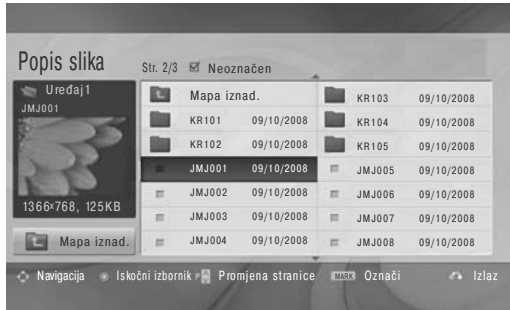 Popis slika
Str. 2/3 Neoznačen
Uređaj1
JMJ001
1366x768, 125KB
Mapa iznad.
Mapa iznad.
KR101 09/10/2008
KR102 09/10/2008
JMJ001 09/10/2008
JMJ002 09/10/2008
JMJ003 09/10/2008
JMJ004 09/10/2008
KR103 09/10/2008
KR104 09/10/2008
KR105 09/10/2008
JMJ005 09/10/2008
JMJ006 09/10/2008
JMJ007 09/10/2008
JMJ008 09/10/2008
Navigacija Iskočni izbornik Promjena stranice MARK Označi Izlaz